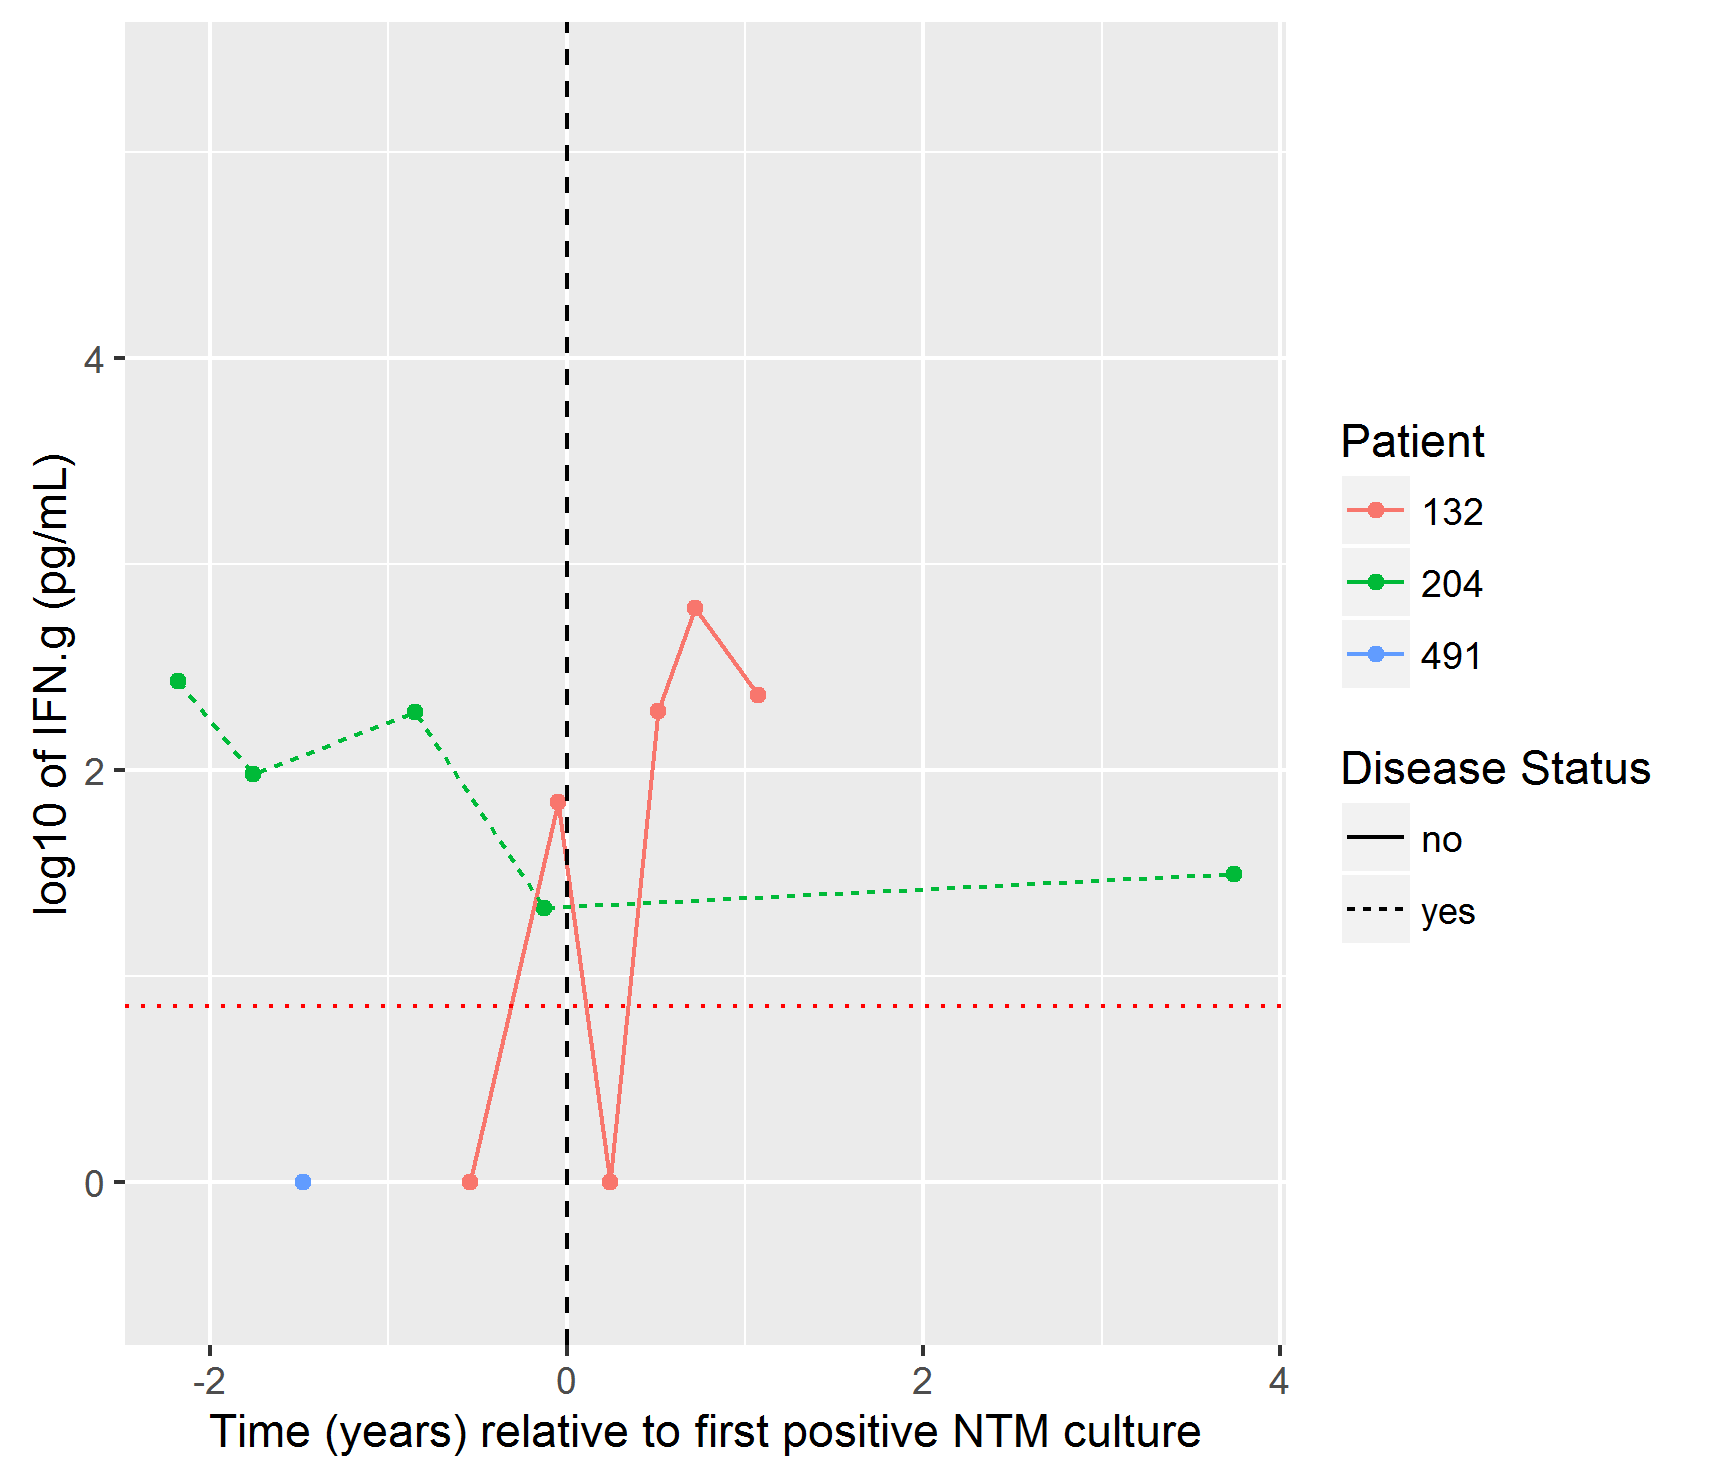 log10 of IFN.g (pg/mL)
4
2
0
-2
0
2
4
Time (years) relative to first positive NTM culture
Patient
132
204
491
Disease Status
no
yes